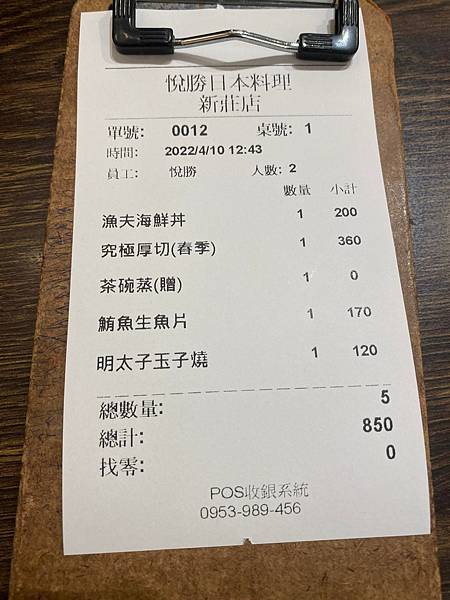 悅勝日本料理
新莊店
單號: 0012 桌號: 1
時間: 2022/4/10 12:43
員工: 悅勝 人數: 2
數量 小計
漁夫海鮮丼 1 200
究極厚切(春季) 1 360
茶碗蒸(贈) 1 0
鮪魚生魚片 1 170
明太子玉子燒 1 120
總數量: 5
總計: 850
找零: 0
POS收銀系統
0953-989-456